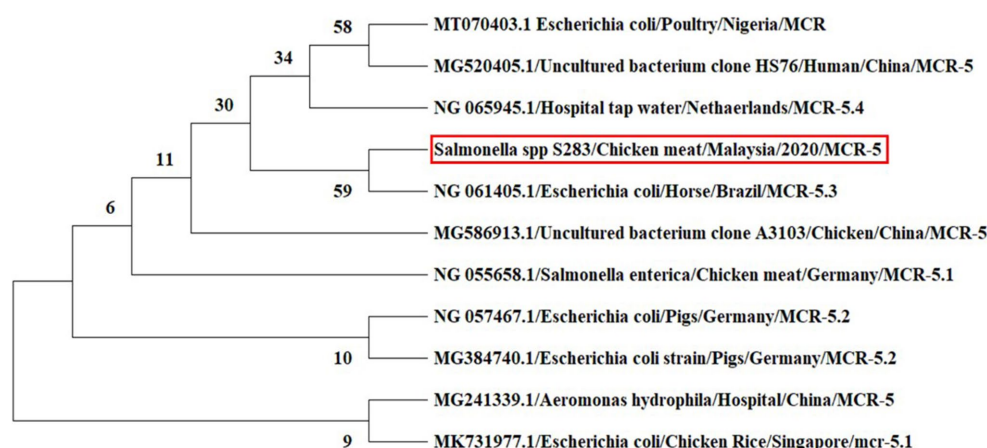 58
MT070403.1 Escherichia coli/Poultry/Nigeria/MCR
34
MG520405.1/Uncultured bacterium clone HS76/Human/China/MCR-5
30
NG 065945.1/Hospital tap water/Nethaerlands/MCR-5.4
11
Salmonella spp S283/Chicken meat/Malaysia/2020/MCR-5
59
NG 061405.1/Escherichia coli/Horse/Brazil/MCR-5.3
6
MG586913.1/Uncultured bacterium clone A3103/Chicken/China/MCR-5
NG 055658.1/Salmonella enterica/Chicken meat/Germany/MCR-5.1
NG 057467.1/Escherichia coli/Pigs/Germany/MCR-5.2
10
MG384740.1/Escherichia coli strain/Pigs/Germany/MCR-5.2
MG241339.1/Aeromonas hydrophila/Hospital/China/MCR-5
9
MK731977.1/Escherichia coli/Chicken Rice/Singapore/mcr-5.1